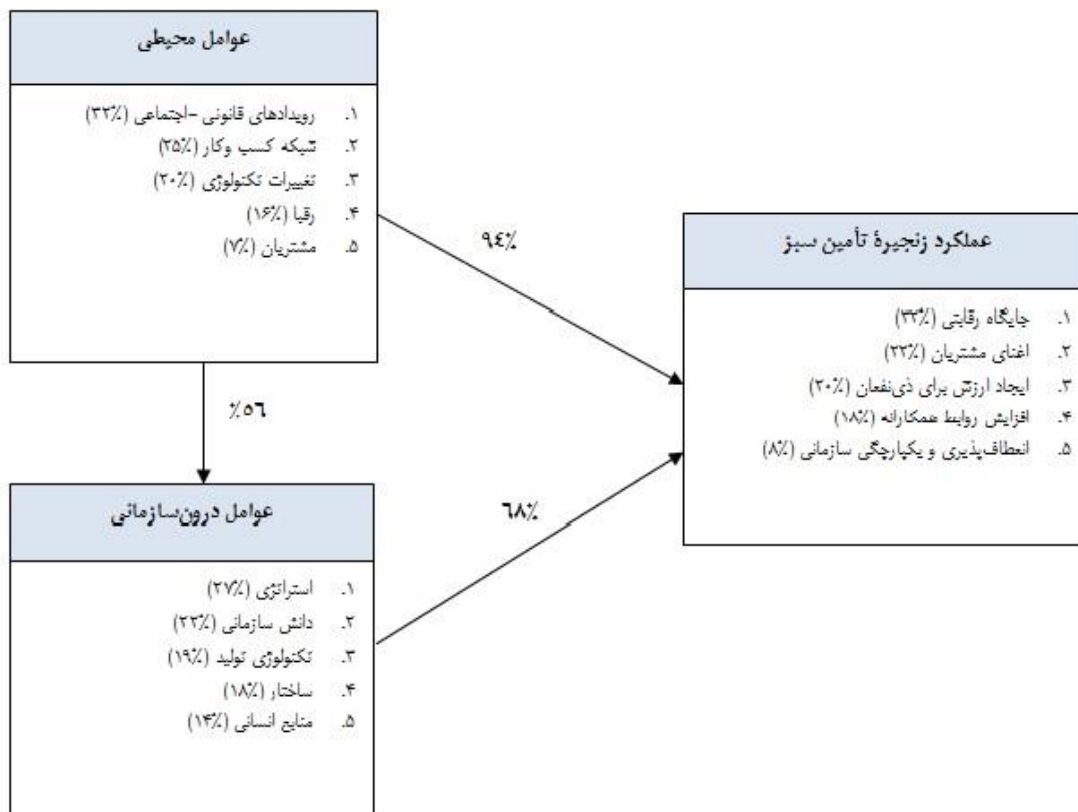 عوامل محیطی
۱. رویدادهای قانونی -اجتماعی (۳۲٪)
۲. شبکه کسب وکار (۲۵٪)
۳. تغییرات تکنولوژی (۲۰٪)
۴. رقبا (۱۶٪)
۵. مشتریان (۷٪)
۹٤٪
عملکرد زنجیرۀ تأمین سبز
۱. جایگاه رقابتی (۳۲٪)
۲. اغنای مشتریان (۲۲٪)
۳. ایجاد ارزش برای ذی‌نفعان (۲۰٪)
۴. افزایش روابط همکارانه (۱۸٪)
۵. انعطاف‌پذیری و یکپارچگی سازمانی (۸٪)
٥٦٪
عوامل درون‌سازمانی
۱. استراتژی (۲۷٪)
۲. دانش سازمانی (۲۲٪)
۳. تکنولوژی تولید (۱۹٪)
۴. ساختار (۱۸٪)
۵. منابع انسانی (۱۴٪)
٦٨٪